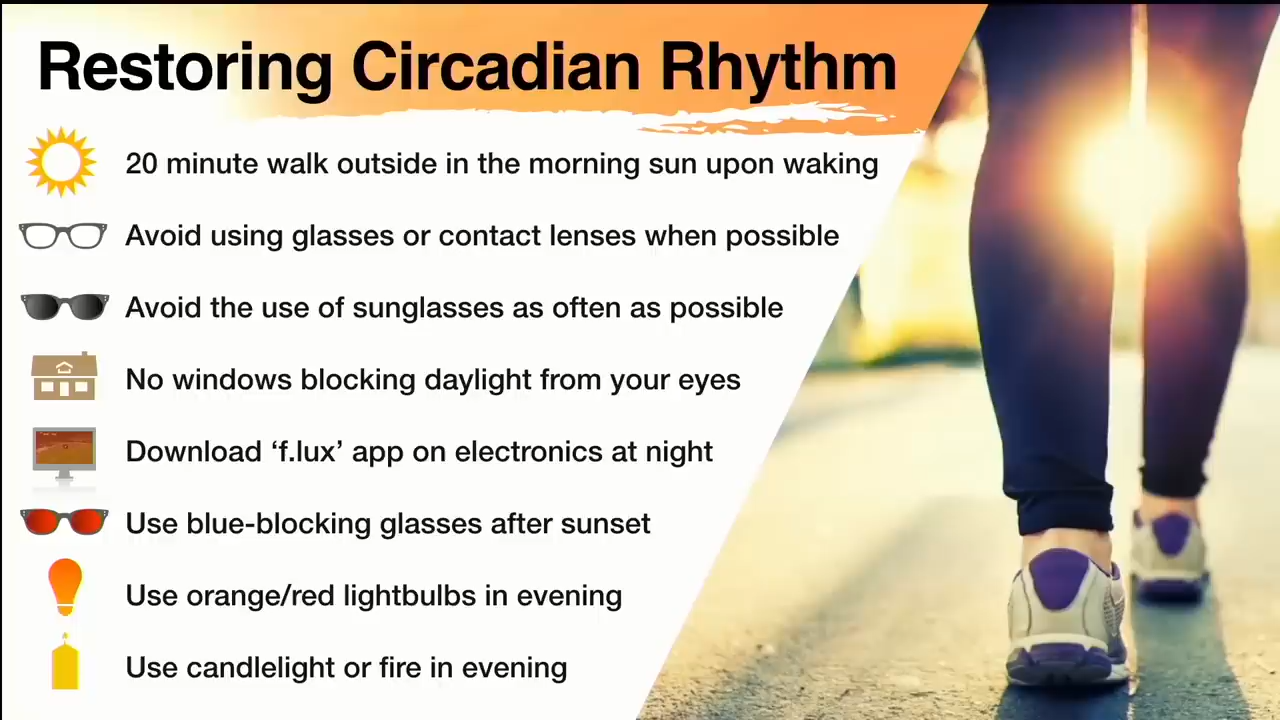 Restoring Circadian Rhythm
20 minute walk outside in the morning sun upon waking
Avoid using glasses or contact lenses when possible
Avoid the use of sunglasses as often as possible
No windows blocking daylight from your eyes
Download ‘f.lux’ app on electronics at night
Use blue-blocking glasses after sunset
Use orange/red lightbulbs in evening
Use candlelight or fire in evening